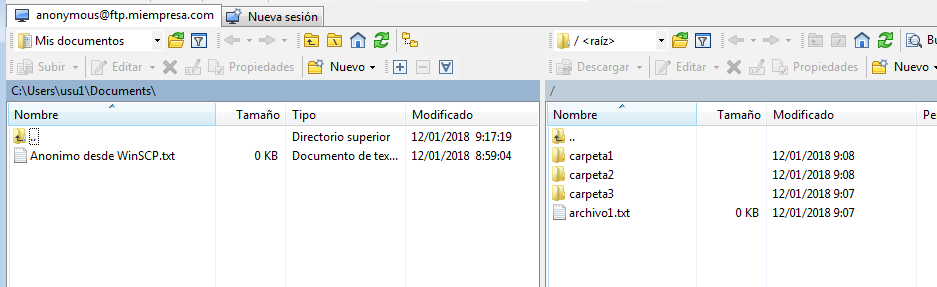 anonymous@ftp.miempresa.com Nueva sesión
Mis documentos / <raíz> Bu
Subir Editar Propiedades Nuevo Descargar Editar Propiedades Nuevo
C:\Users\usu1\Documents\ /
Nombre Tamaño Tipo Modificado Nombre Tamaño Modificado Pe
.. Directorio superior 12/01/2018 9:17:19 ..
Anonimo desde WinSCP.txt 0 KB Documento de tex... 12/01/2018 8:59:04 carpeta1 12/01/2018 9:08
carpeta2 12/01/2018 9:08
carpeta3 12/01/2018 9:07
archivo1.txt 0 KB 12/01/2018 9:07